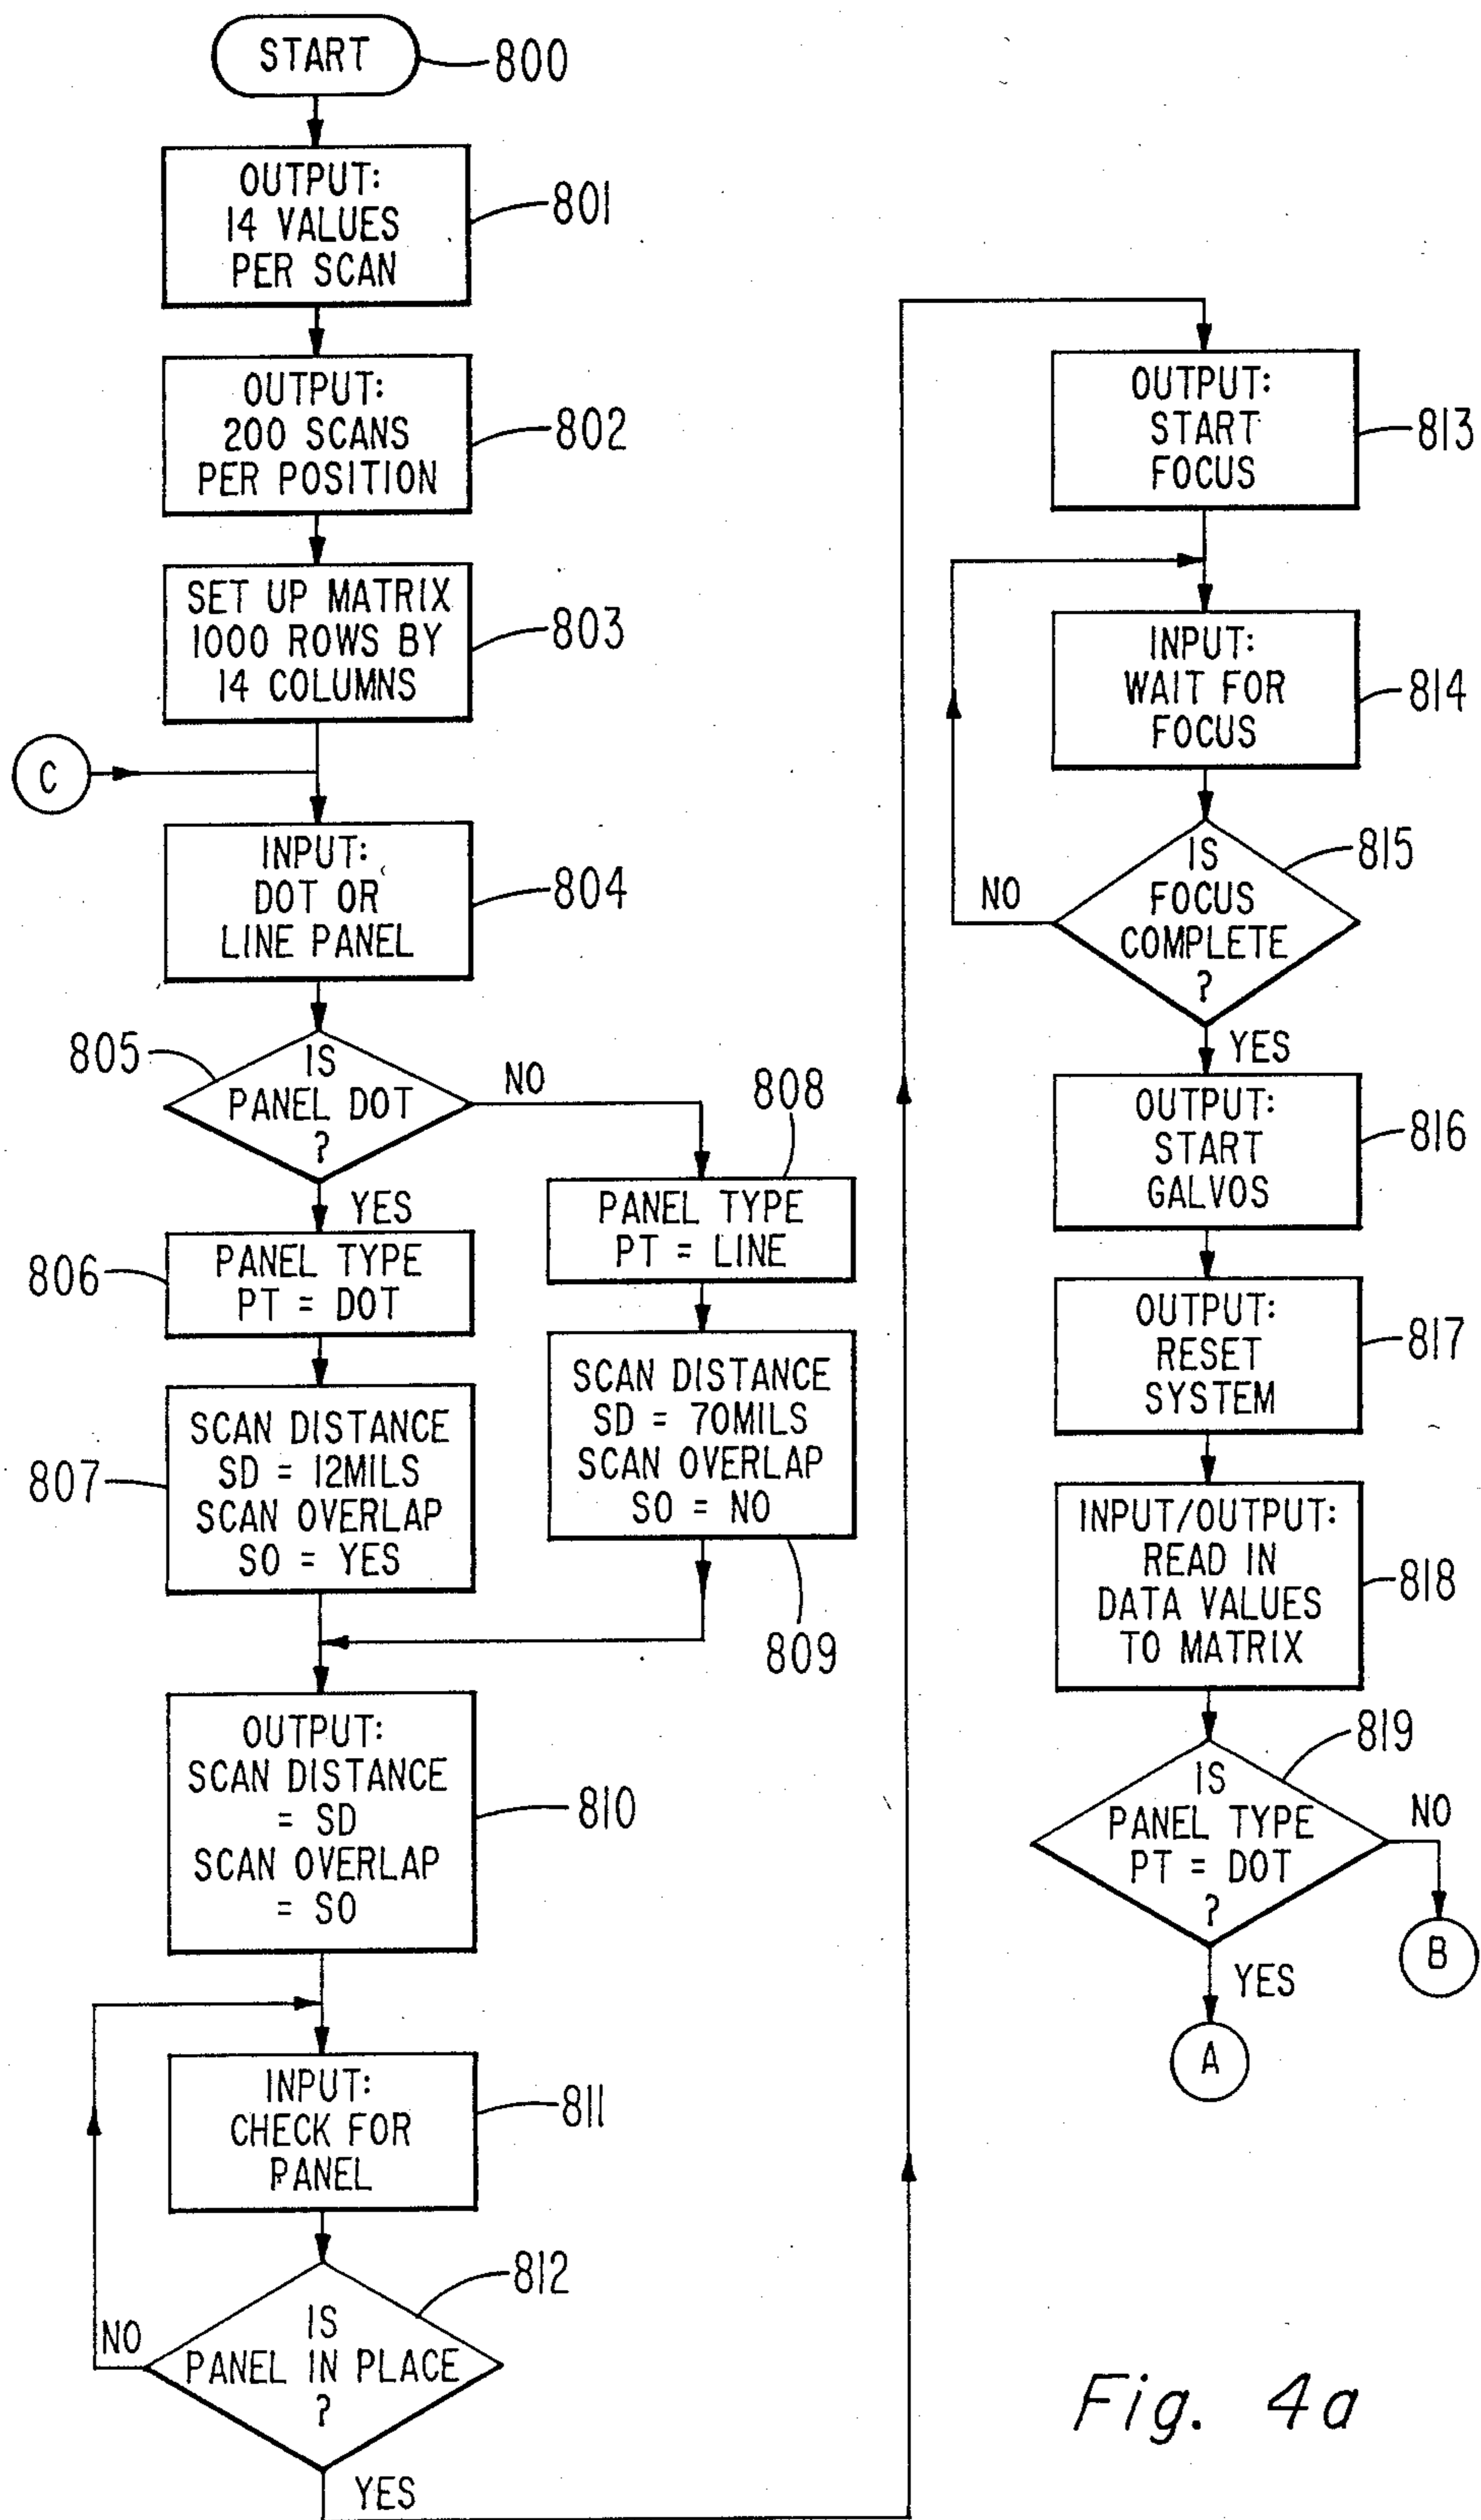 START
800
OUTPUT:
14 VALUES
PER SCAN
801
OUTPUT:
200 SCANS
PER POSITION
802
SET UP MATRIX
1000 ROWS BY
14 COLUMNS
803
C
INPUT:
DOT OR
LINE PANEL
804
805
IS
PANEL DOT
?
NO
YES
806
PANEL TYPE
PT = DOT
808
PANEL TYPE
PT = LINE
807
SCAN DISTANCE
SD = 12MILS
SCAN OVERLAP
SO = YES
SCAN DISTANCE
SD = 70MILS
SCAN OVERLAP
SO = NO
809
OUTPUT:
SCAN DISTANCE
= SD
SCAN OVERLAP
= SO
810
INPUT:
CHECK FOR
PANEL
811
812
IS
PANEL IN PLACE
?
NO
YES
OUTPUT:
START
FOCUS
813
INPUT:
WAIT FOR
FOCUS
814
IS
FOCUS
COMPLETE
?
815
NO
YES
OUTPUT:
START
GALVOS
816
OUTPUT:
RESET
SYSTEM
817
INPUT/OUTPUT:
READ IN
DATA VALUES
TO MATRIX
818
819
IS
PANEL TYPE
PT = DOT
?
NO
B
YES
A
Fig. 4a